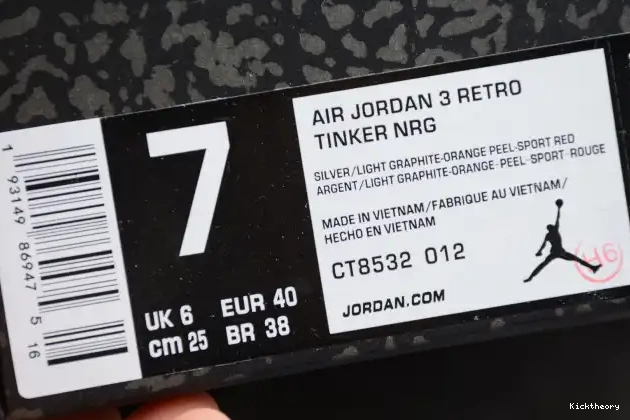 1 93149 86947 5 16
7
UK 6 EUR 40
cm 25 BR 38
AIR JORDAN 3 RETRO
TINKER NRG
SILVER/LIGHT GRAPHITE-ORANGE PEEL-SPORT RED
ARGENT/LIGHT GRAPHITE-ORANGE-PEEL-SPORT-ROUGE
MADE IN VIETNAM/FABRIQUE AU VIETNAM/
HECHO EN VIETNAM
CT8532 012
JORDAN.COM
Kicktheory